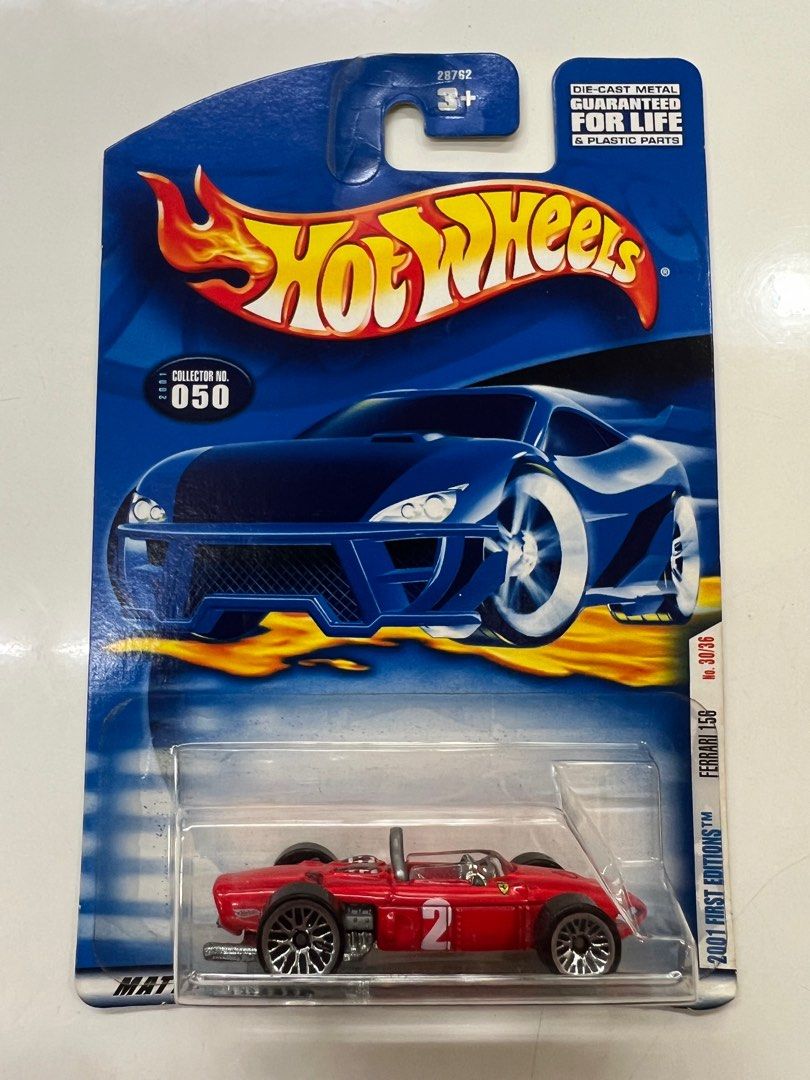 28762
3+
DIE-CAST METAL
GUARANTEED
FOR LIFE
& PLASTIC PARTS
HOT WHEELS
®
2001
COLLECTOR NO.
050
2001 FIRST EDITIONS™
FERRARI 156
No. 30/36
2